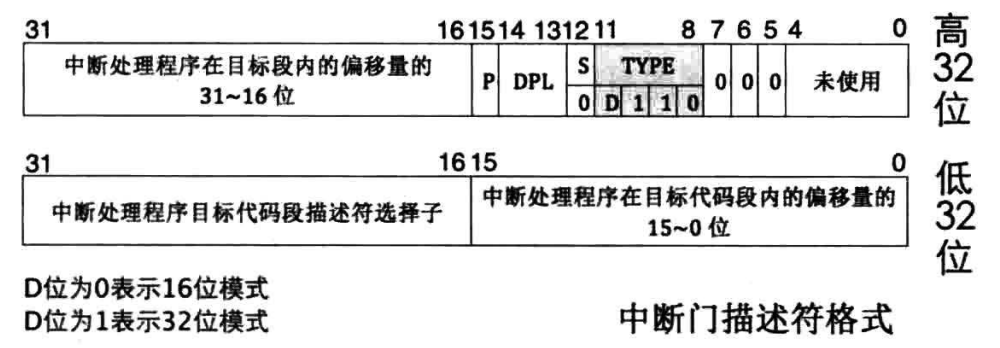 31 16 15 14 13 12 11 8 7 6 5 4 0
中断处理程序在目标段内的偏移量的
31~16 位
P DPL S TYPE 0 0 0 未使用
0 D 1 1 0
高
32
位
31 16 15 0
中断处理程序目标代码段描述符选择子
中断处理程序在目标代码段内的偏移量的
15~0 位
低
32
位
D位为0表示16位模式
D位为1表示32位模式
中断门描述符格式